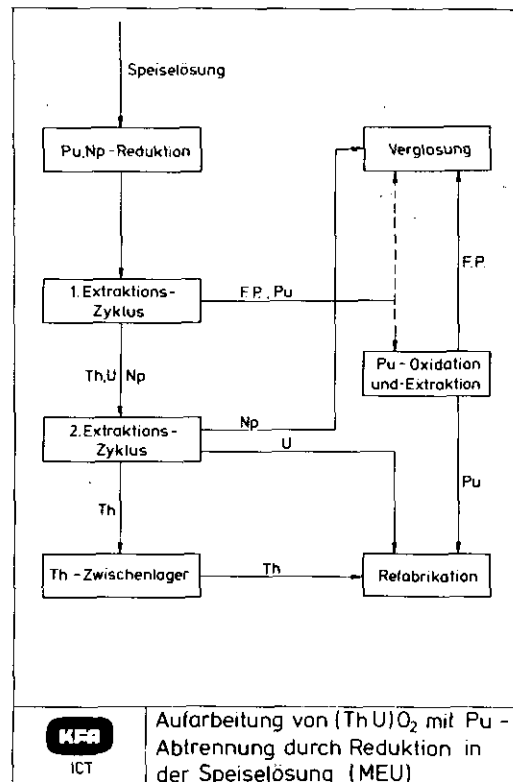 Speiselösung
Pu,Np-Reduktion
Verglasung
F.P.
1.Extraktions-
Zyklus
F.P., Pu
Th,U Np
Pu-Oxidation
und-Extraktion
2.Extraktions-
Zyklus
Np
U
Pu
Th
Th-Zwischenlager
Th
Refabrikation
KFA
ICT
Aufarbeitung von (ThU)O₂ mit Pu-
Abtrennung durch Reduktion in
der Speiselösung (MEU)